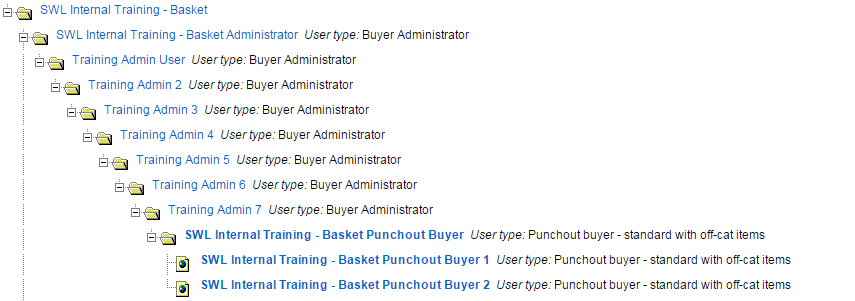 SWL Internal Training - Basket
SWL Internal Training - Basket Administrator User type: Buyer Administrator
Training Admin User User type: Buyer Administrator
Training Admin 2 User type: Buyer Administrator
Training Admin 3 User type: Buyer Administrator
Training Admin 4 User type: Buyer Administrator
Training Admin 5 User type: Buyer Administrator
Training Admin 6 User type: Buyer Administrator
Training Admin 7 User type: Buyer Administrator
SWL Internal Training - Basket Punchout Buyer User type: Punchout buyer - standard with off-cat items
SWL Internal Training - Basket Punchout Buyer 1 User type: Punchout buyer - standard with off-cat items
SWL Internal Training - Basket Punchout Buyer 2 User type: Punchout buyer - standard with off-cat items